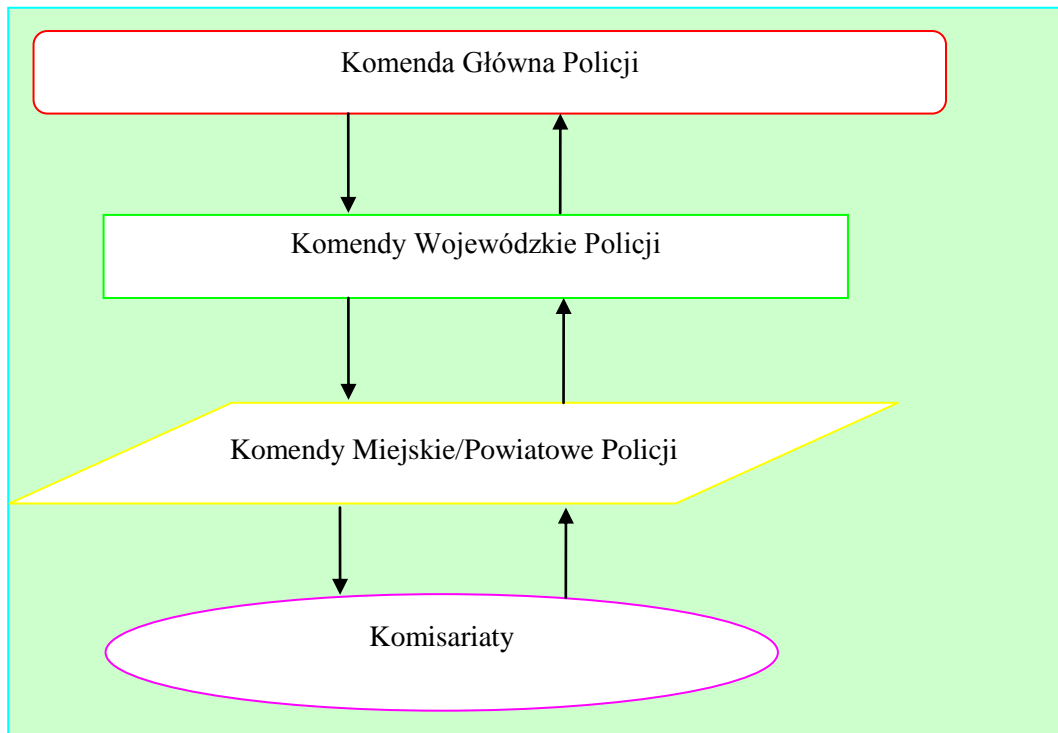 Komenda Główna Policji
Komendy Wojewódzkie Policji
Komendy Miejskie/Powiatowe Policji
Komisariaty